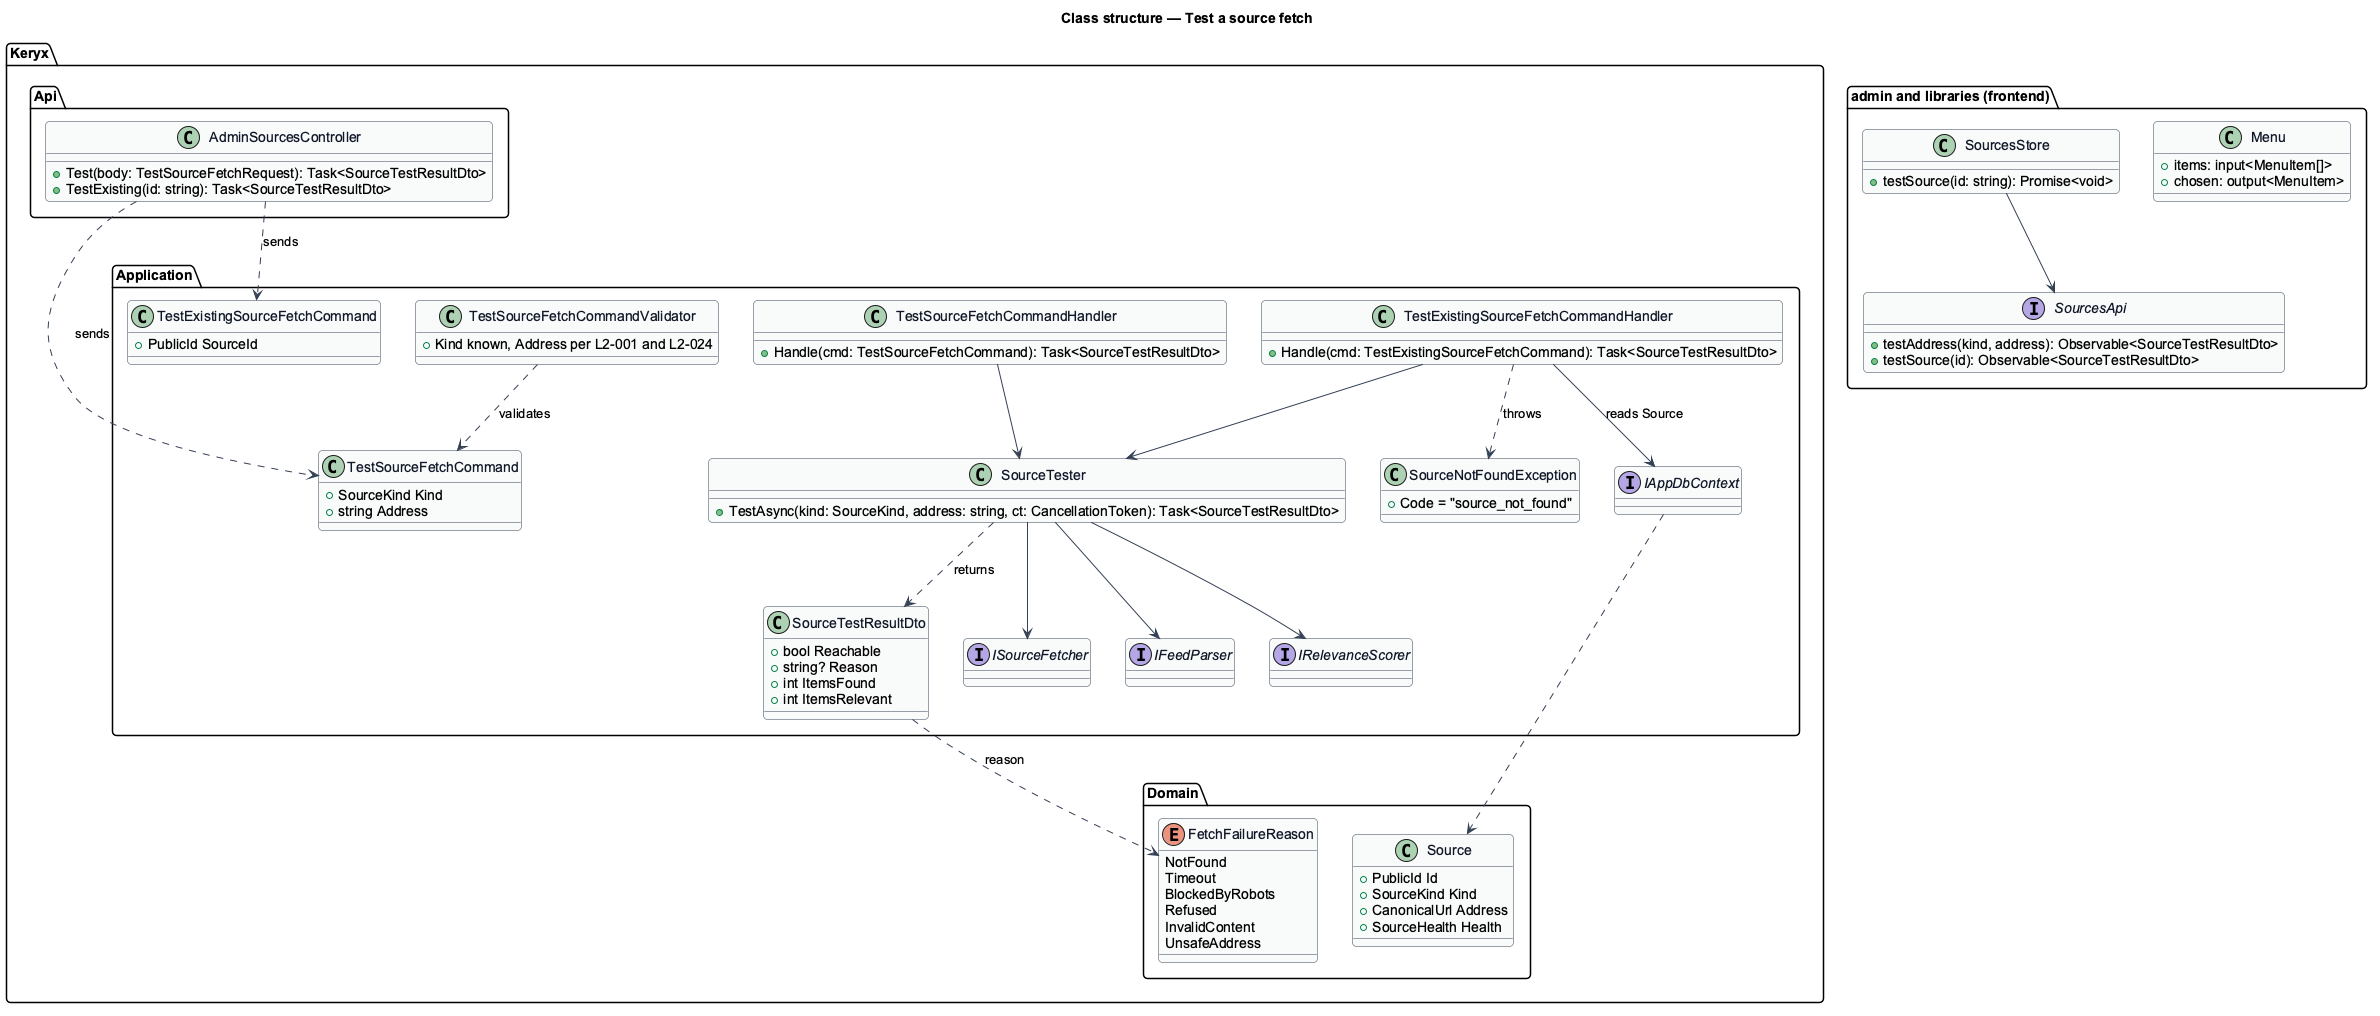 Class structure — Test a source fetch
Keryx
Api
C AdminSourcesController
Test(body: TestSourceFetchRequest): Task<SourceTestResultDto>
TestExisting(id: string): Task<SourceTestResultDto>
sends
sends
Application
C TestExistingSourceFetchCommand
PublicId SourceId
C TestSourceFetchCommandValidator
Kind known, Address per L2-001 and L2-024
C TestSourceFetchCommandHandler
Handle(cmd: TestSourceFetchCommand): Task<SourceTestResultDto>
C TestExistingSourceFetchCommandHandler
Handle(cmd: TestExistingSourceFetchCommand): Task<SourceTestResultDto>
validates
throws
reads Source
C TestSourceFetchCommand
SourceKind Kind
string Address
C SourceTester
TestAsync(kind: SourceKind, address: string, ct: CancellationToken): Task<SourceTestResultDto>
C SourceNotFoundException
Code = "source_not_found"
I IAppDbContext
returns
C SourceTestResultDto
bool Reachable
string? Reason
int ItemsFound
int ItemsRelevant
I ISourceFetcher
I IFeedParser
I IRelevanceScorer
reason
Domain
E FetchFailureReason
NotFound
Timeout
BlockedByRobots
Refused
InvalidContent
UnsafeAddress
C Source
PublicId Id
SourceKind Kind
CanonicalUrl Address
SourceHealth Health
admin and libraries (frontend)
C SourcesStore
testSource(id: string): Promise<void>
C Menu
items: input<MenuItem[]>
chosen: output<MenuItem>
I SourcesApi
testAddress(kind, address): Observable<SourceTestResultDto>
testSource(id): Observable<SourceTestResultDto>